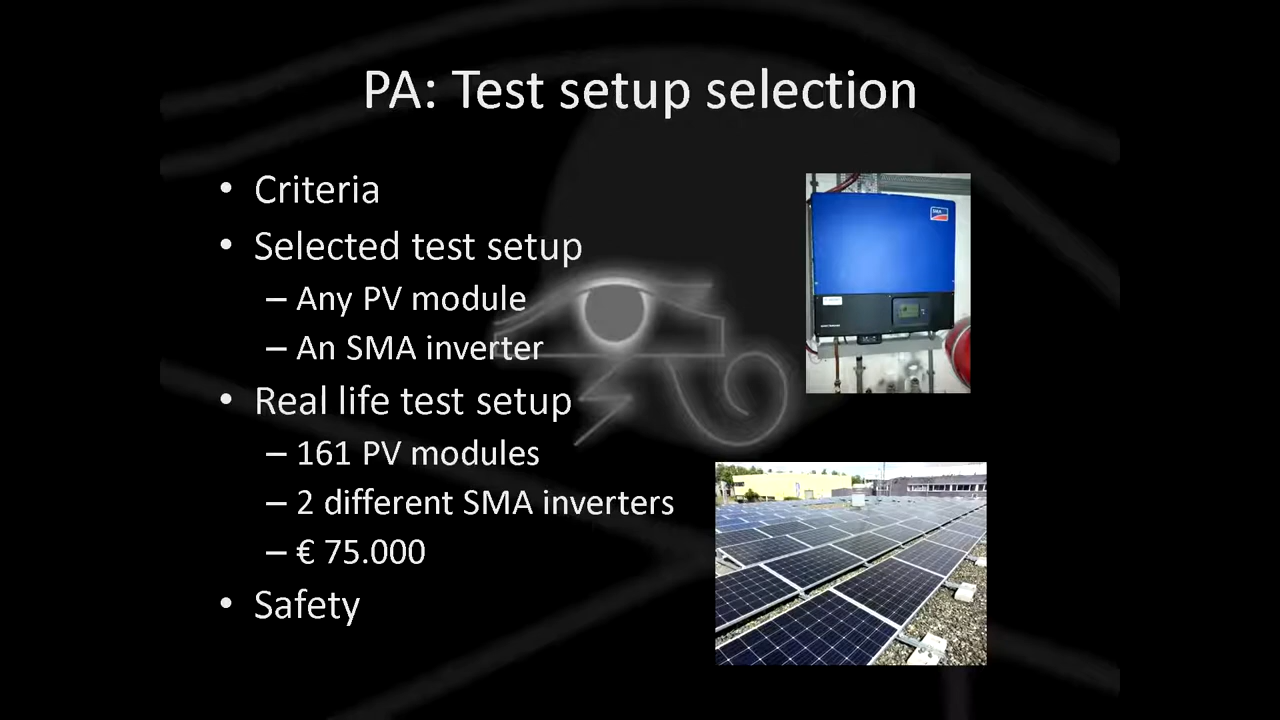 PA: Test setup selection
• Criteria
• Selected test setup
– Any PV module
– An SMA inverter
• Real life test setup
– 161 PV modules
– 2 different SMA inverters
– € 75.000
• Safety
SMA